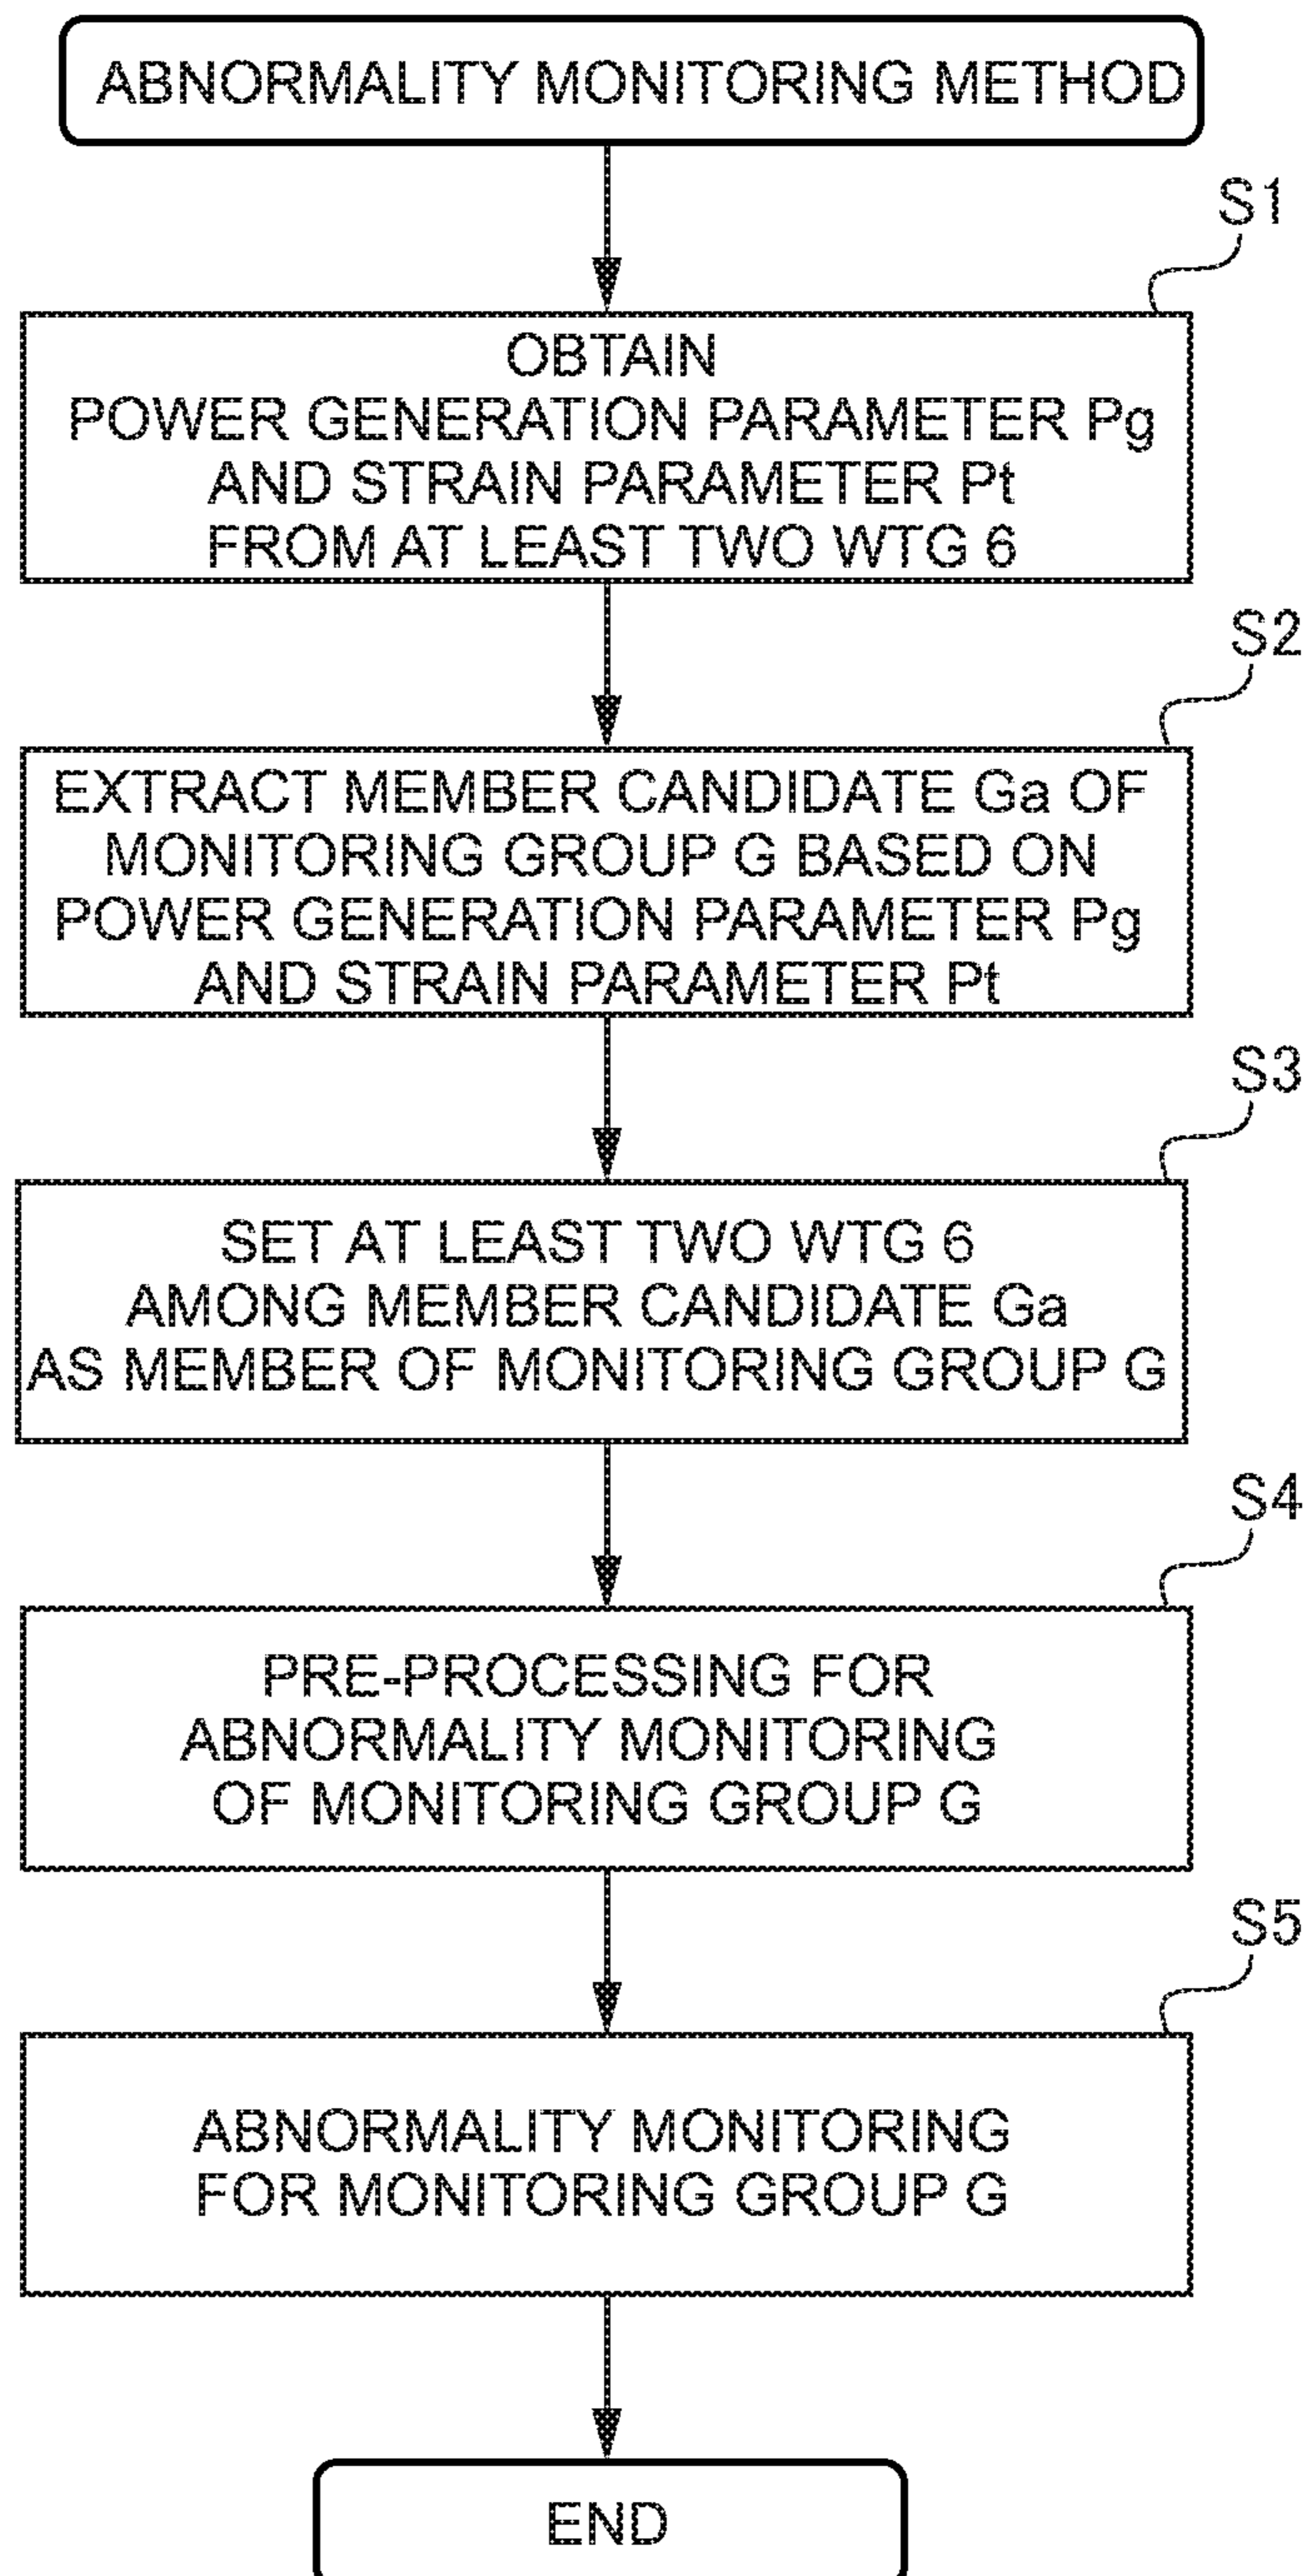 ABNORMALITY MONITORING METHOD
S1
OBTAIN
POWER GENERATION PARAMETER Pg
AND STRAIN PARAMETER Pt
FROM AT LEAST TWO WTG 6
S2
EXTRACT MEMBER CANDIDATE Ga OF
MONITORING GROUP G BASED ON
POWER GENERATION PARAMETER Pg
AND STRAIN PARAMETER Pt
S3
SET AT LEAST TWO WTG 6
AMONG MEMBER CANDIDATE Ga
AS MEMBER OF MONITORING GROUP G
S4
PRE-PROCESSING FOR
ABNORMALITY MONITORING
OF MONITORING GROUP G
S5
ABNORMALITY MONITORING
FOR MONITORING GROUP G
END